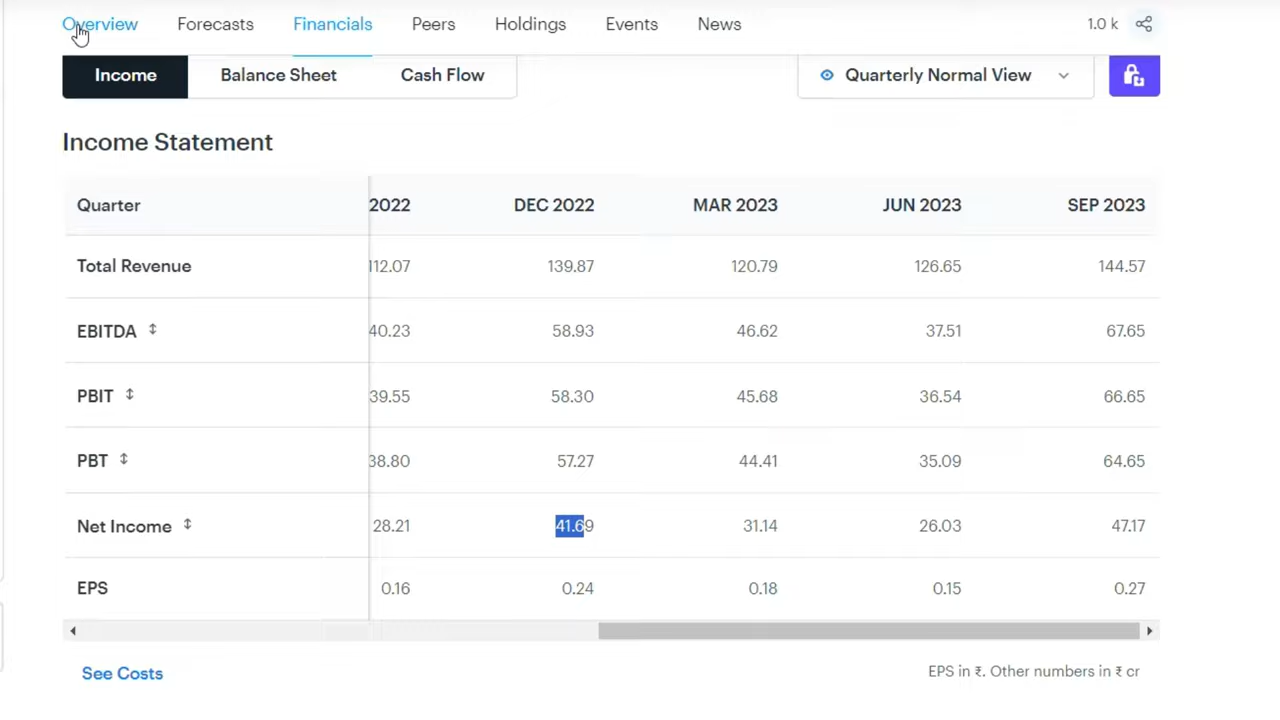 Overview Forecasts Financials Peers Holdings Events News 1.0 k
Income Balance Sheet Cash Flow Quarterly Normal View
Income Statement
Quarter 2022 DEC 2022 MAR 2023 JUN 2023 SEP 2023
Total Revenue 112.07 139.87 120.79 126.65 144.57
EBITDA 40.23 58.93 46.62 37.51 67.65
PBIT 39.55 58.30 45.68 36.54 66.65
PBT 38.80 57.27 44.41 35.09 64.65
Net Income 28.21 41.69 31.14 26.03 47.17
EPS 0.16 0.24 0.18 0.15 0.27
See Costs EPS in ₹. Other numbers in ₹ cr